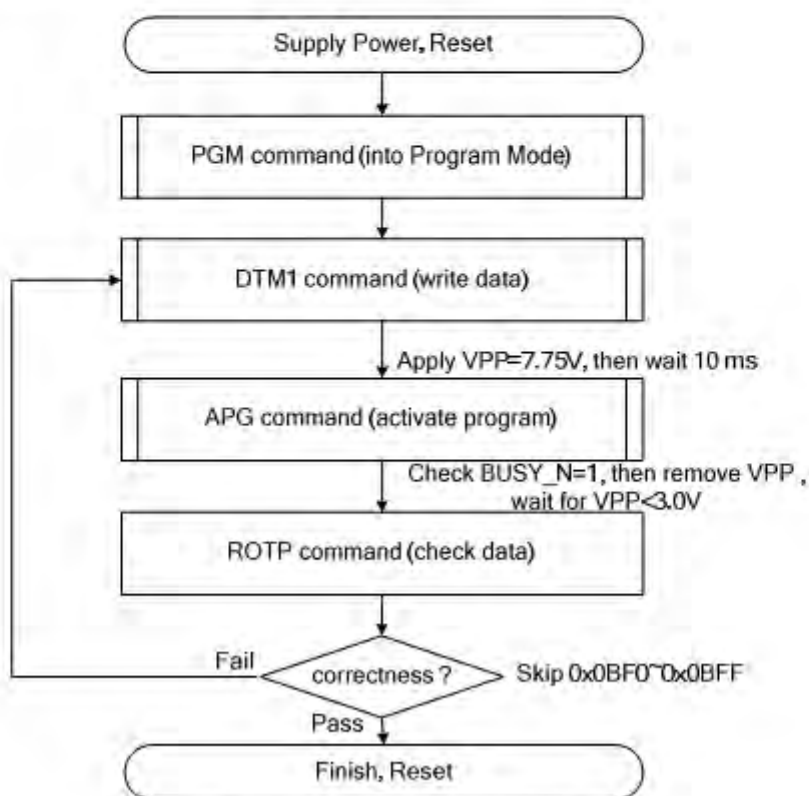 Supply Power, Reset
PGM command (into Program Mode)
DTM1 command (write data)
Apply VPP=7.75V, then wait 10 ms
APG command (activate program)
Check BUSY_N=1, then remove VPP ,
wait for VPP<3.0V
ROTP command (check data)
Fail
correctness ?
Skip 0x0BF0~0x0BFF
Pass
Finish, Reset